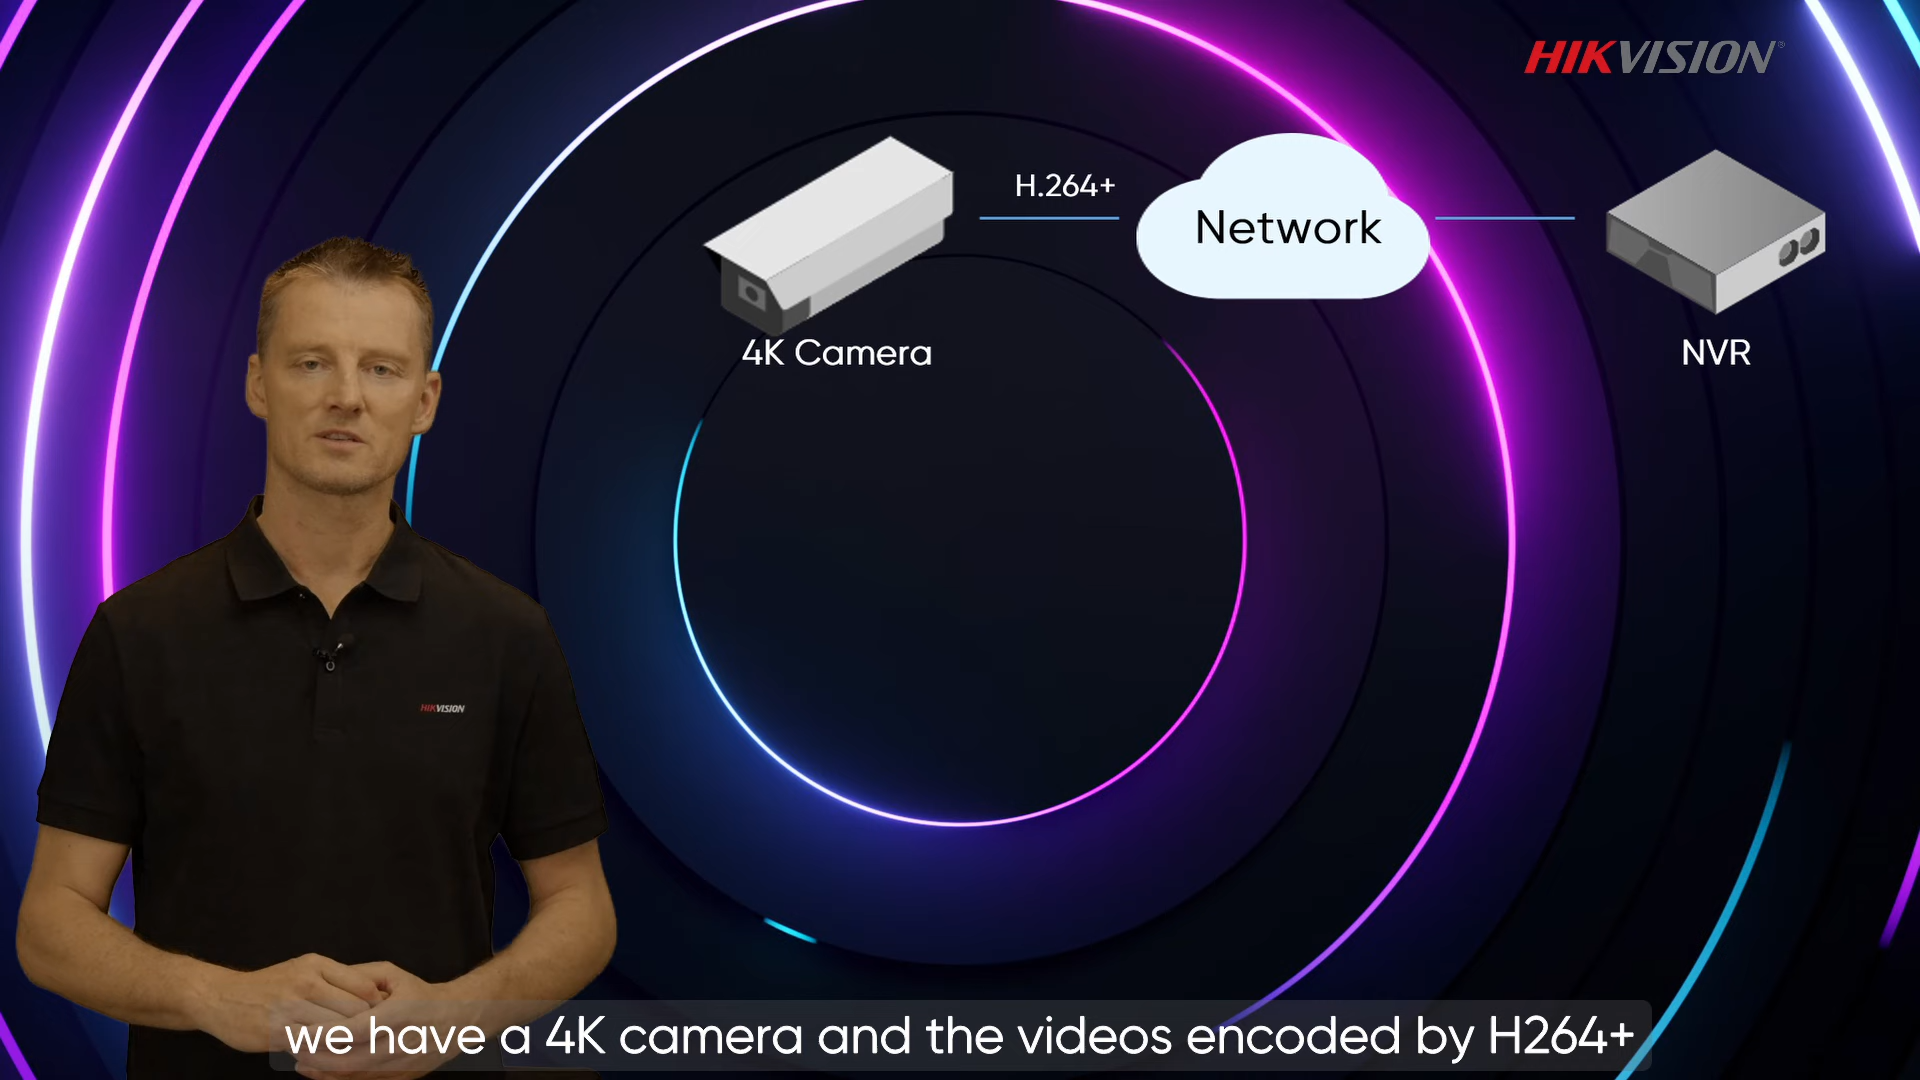 HIKVISION®
H.264+
Network
4K Camera
NVR
HIKVISION
we have a 4K camera and the videos encoded by H264+